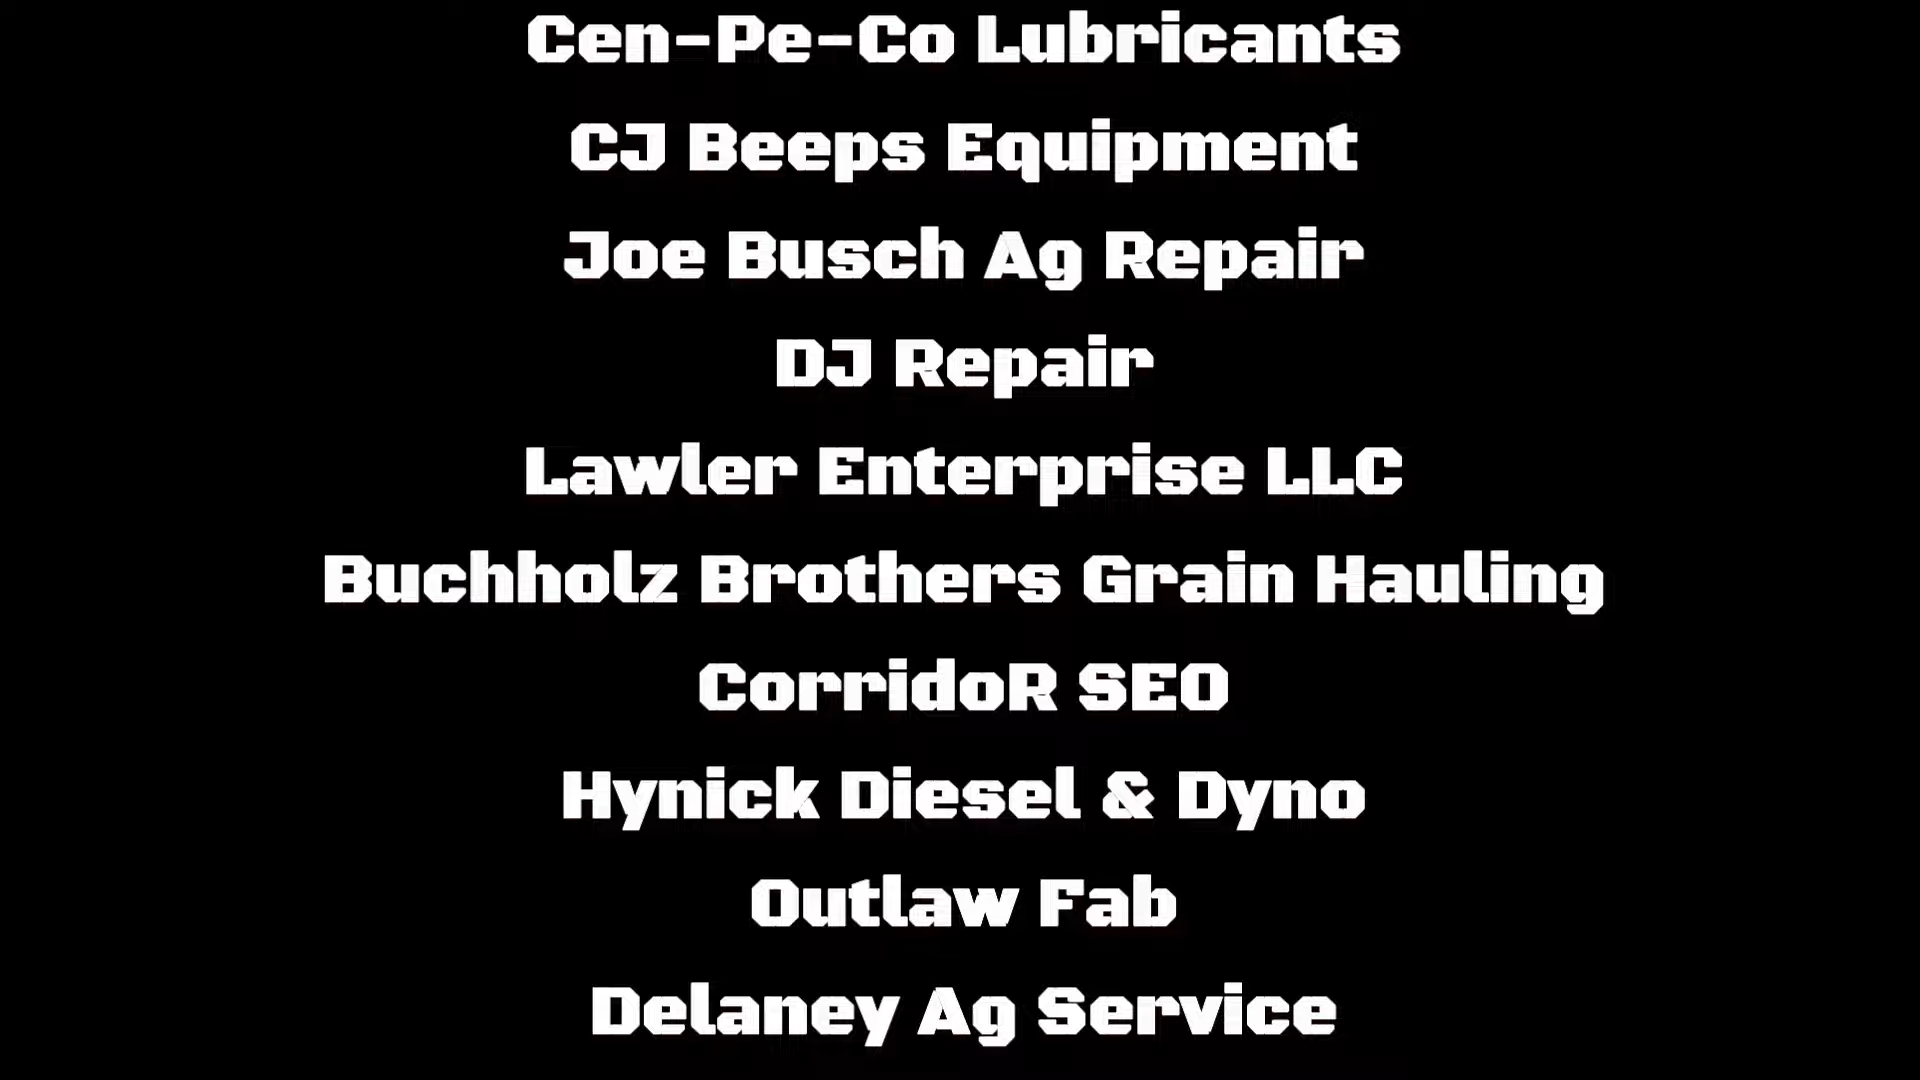 Cen-Pe-Co Lubricants
CJ Beeps Equipment
Joe Busch Ag Repair
DJ Repair
Lawler Enterprise LLC
Buchholz Brothers Grain Hauling
CorridoR SEO
Hynick Diesel & Dyno
Outlaw Fab
Delaney Ag Service